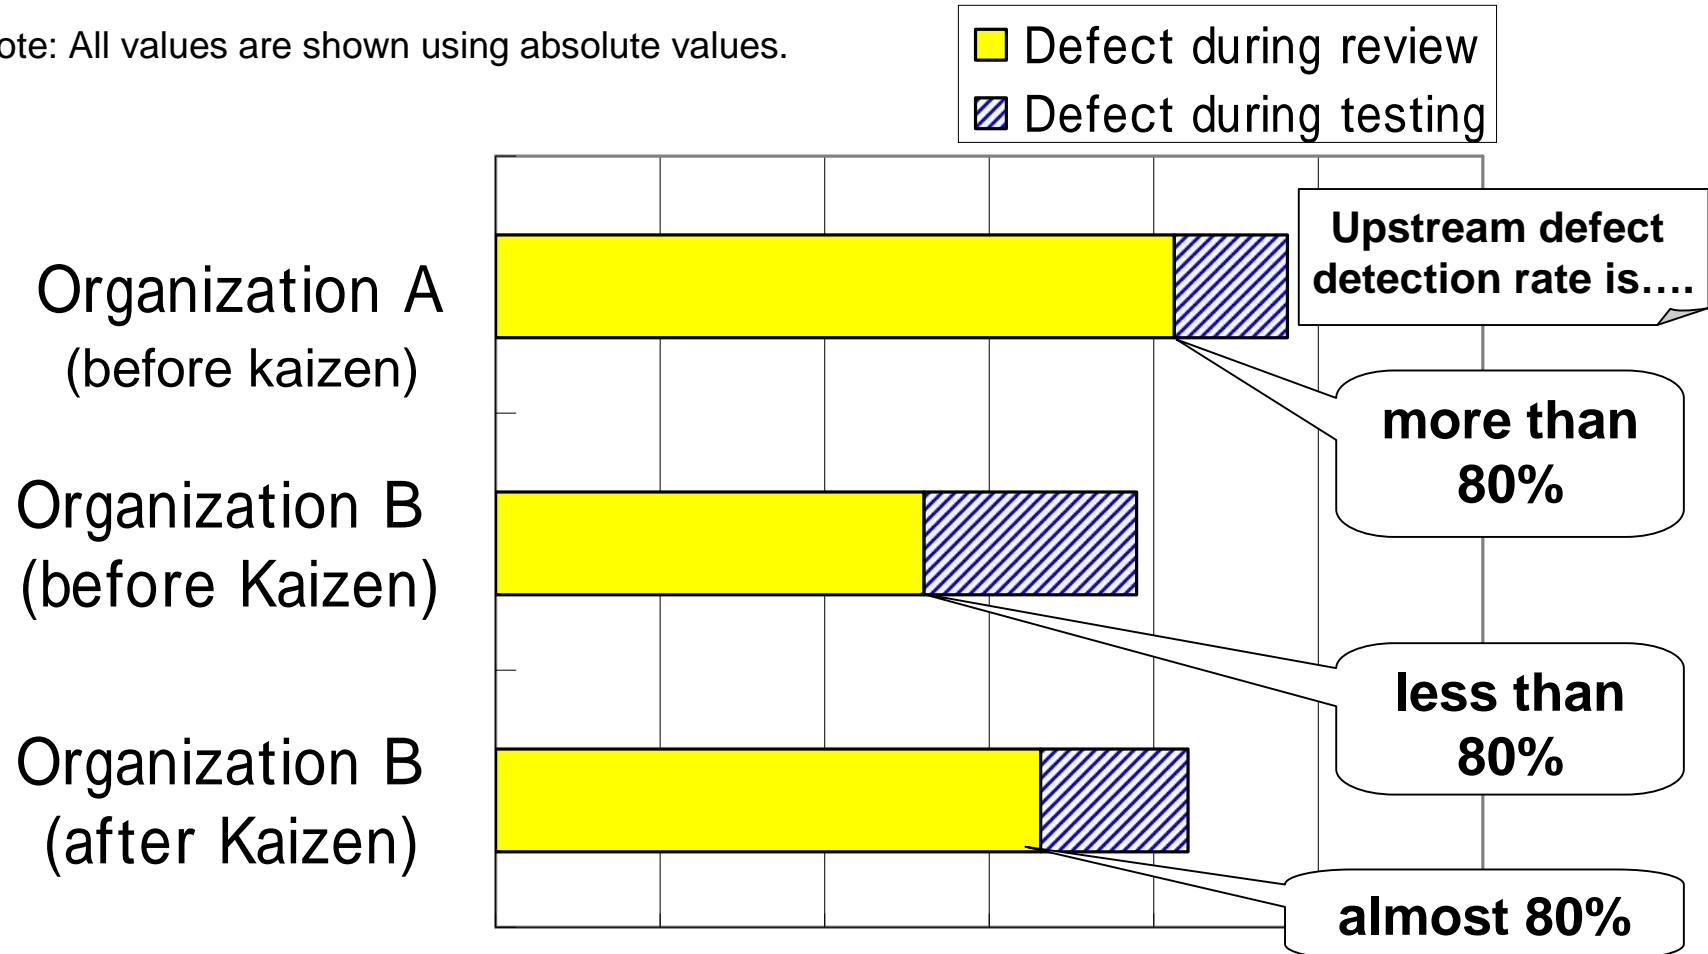 ote: All values are shown using absolute values.
Defect during review
Defect during testing
Upstream defect
detection rate is....
Organization A
(before kaizen)
more than
80%
Organization B
(before Kaizen)
less than
80%
Organization B
(after Kaizen)
almost 80%